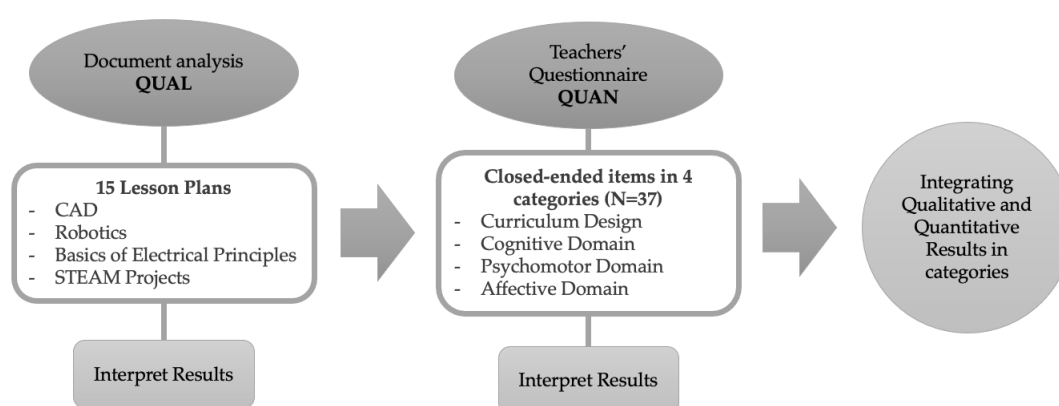 Document analysis
QUAL
15 Lesson Plans
- CAD
- Robotics
- Basics of Electrical Principles
- STEAM Projects
Interpret Results
Teachers’
Questionnaire
QUAN
Closed-ended items in 4
categories (N=37)
- Curriculum Design
- Cognitive Domain
- Psychomotor Domain
- Affective Domain
Interpret Results
Integrating
Qualitative and
Quantitative
Results in
categories